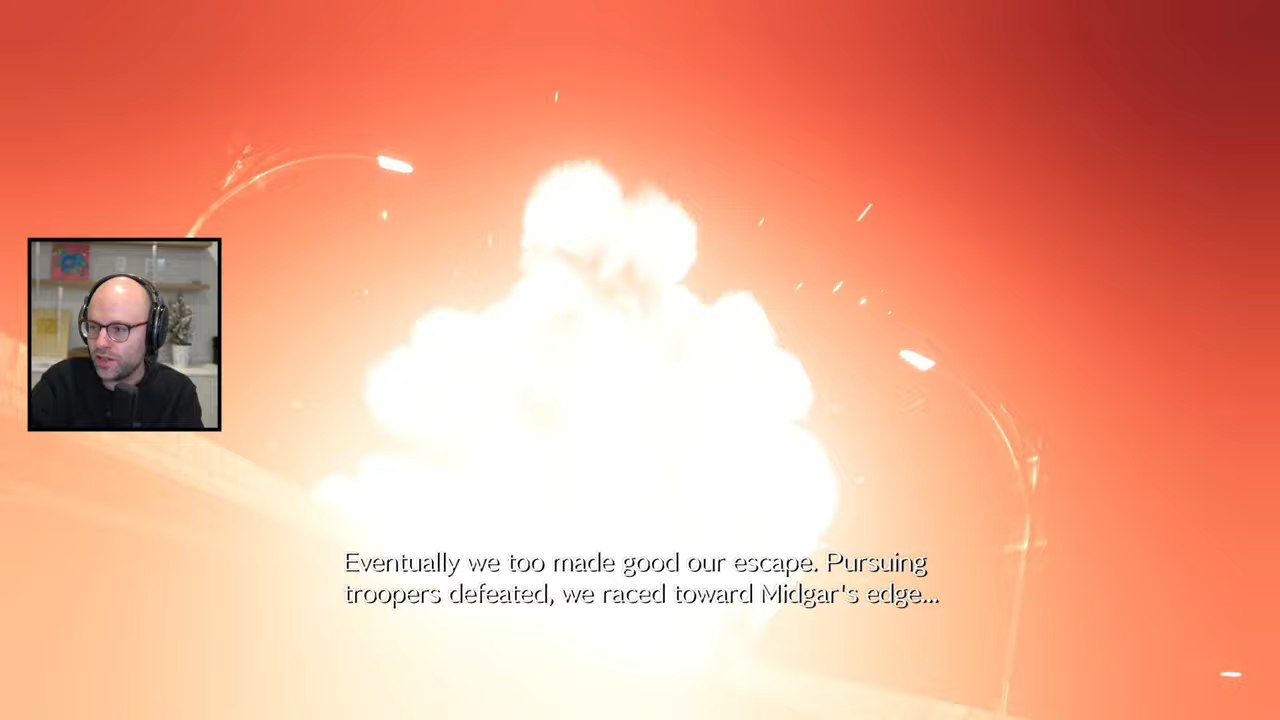 Eventually we too made good our escape. Pursuing
troopers defeated, we raced toward Midgar's edge...